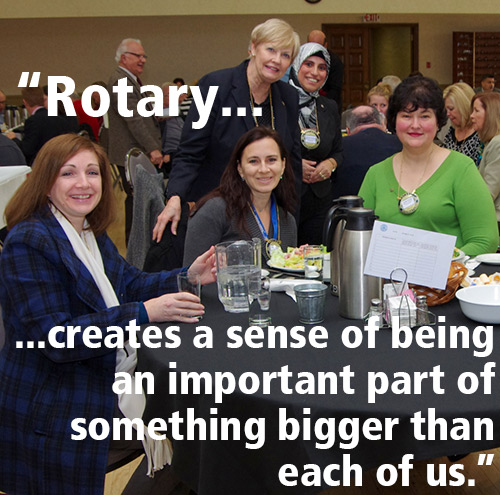 “Rotary...
...creates a sense of being
an important part of
something bigger than
each of us.”